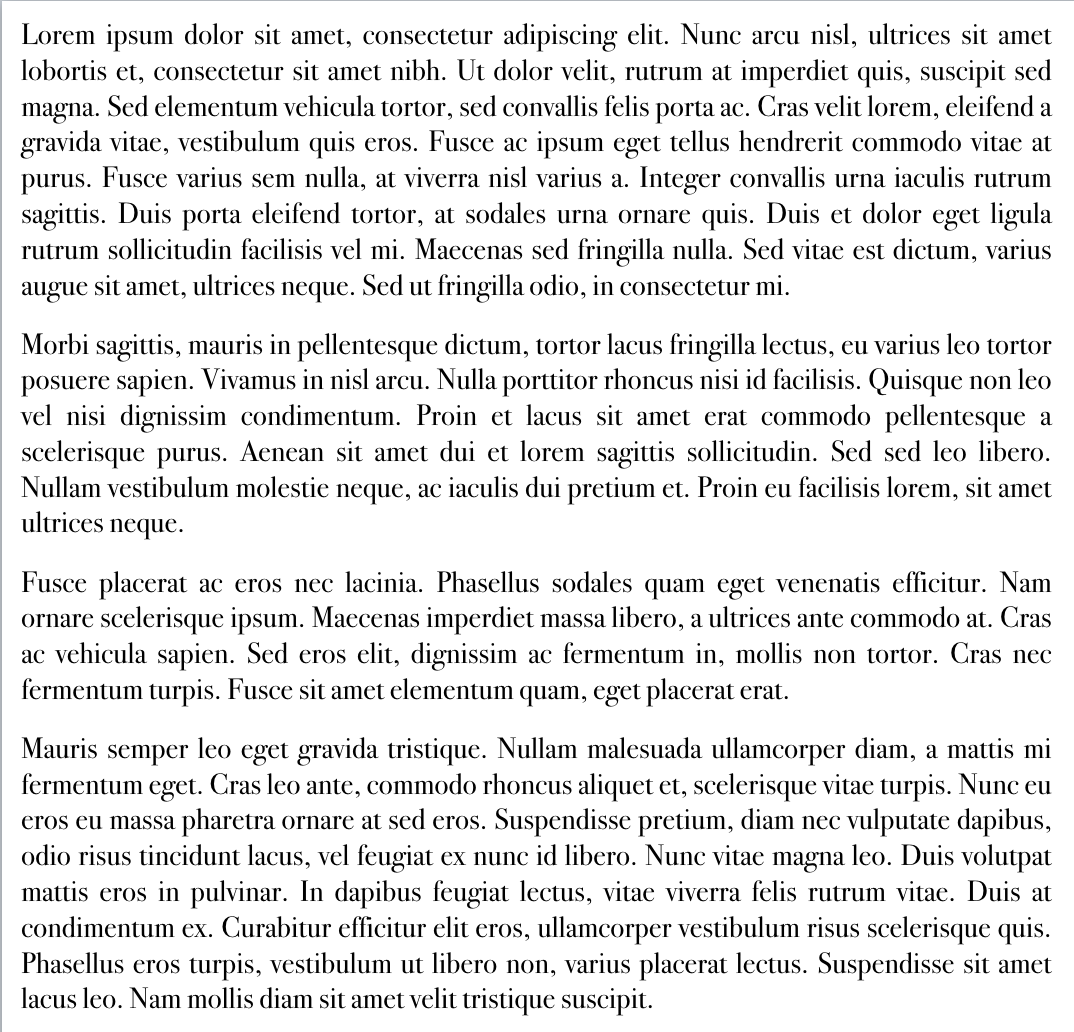 Lorem ipsum dolor sit amet, consectetur adipiscing elit. Nunc arcu nisl, ultrices sit amet
lobortis et, consectetur sit amet nibh. Ut dolor velit, rutrum at imperdiet quis, suscipit sed
magna. Sed elementum vehicula tortor, sed convallis felis porta ac. Cras velit lorem, eleifend a
gravida vitae, vestibulum quis eros. Fusce ac ipsum eget tellus hendrerit commodo vitae at
purus. Fusce varius sem nulla, at viverra nisl varius a. Integer convallis urna iaculis rutrum
sagittis. Duis porta eleifend tortor, at sodales urna ornare quis. Duis et dolor eget ligula
rutrum sollicitudin facilisis vel mi. Maecenas sed fringilla nulla. Sed vitae est dictum, varius
augue sit amet, ultrices neque. Sed ut fringilla odio, in consectetur mi.
Morbi sagittis, mauris in pellentesque dictum, tortor lacus fringilla lectus, eu varius leo tortor
posuere sapien. Vivamus in nisl arcu. Nulla porttitor rhoncus nisi id facilisis. Quisque non leo
vel nisi dignissim condimentum. Proin et lacus sit amet erat commodo pellentesque a
scelerisque purus. Aenean sit amet dui et lorem sagittis sollicitudin. Sed sed leo libero.
Nullam vestibulum molestie neque, ac iaculis dui pretium et. Proin eu facilisis lorem, sit amet
ultrices neque.
Fusce placerat ac eros nec lacinia. Phasellus sodales quam eget venenatis efficitur. Nam
ornare scelerisque ipsum. Maecenas imperdiet massa libero, a ultrices ante commodo at. Cras
ac vehicula sapien. Sed eros elit, dignissim ac fermentum in, mollis non tortor. Cras nec
fermentum turpis. Fusce sit amet elementum quam, eget placerat erat.
Mauris semper leo eget gravida tristique. Nullam malesuada ullamcorper diam, a mattis mi
fermentum eget. Cras leo ante, commodo rhoncus aliquet et, scelerisque vitae turpis. Nunc eu
eros eu massa pharetra ornare at sed eros. Suspendisse pretium, diam nec vulputate dapibus,
odio risus tincidunt lacus, vel feugiat ex nunc id libero. Nunc vitae magna leo. Duis volutpat
mattis eros in pulvinar. In dapibus feugiat lectus, vitae viverra felis rutrum vitae. Duis at
condimentum ex. Curabitur efficitur elit eros, ullamcorper vestibulum risus scelerisque quis.
Phasellus eros turpis, vestibulum ut libero non, varius placerat lectus. Suspendisse sit amet
lacus leo. Nam mollis diam sit amet velit tristique suscipit.